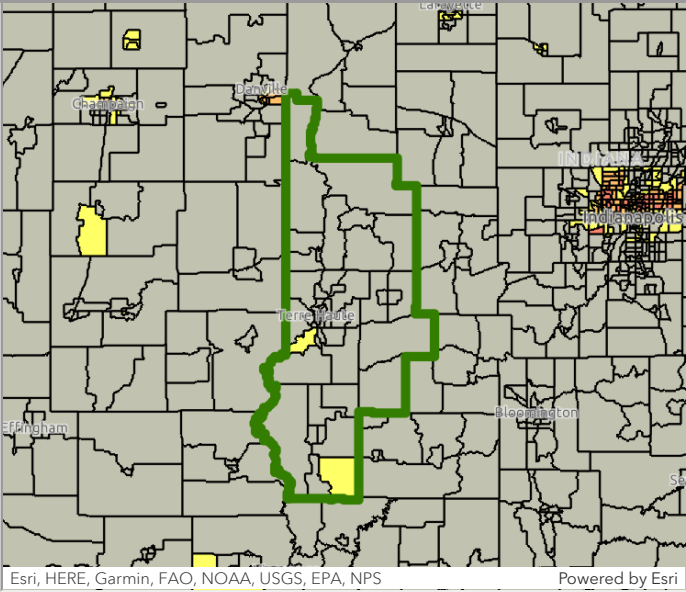 Lafayette
Danville
Champaign
INDIANA
Indianapolis
Terre Haute
Bloomington
Effingham
Se
Esri, HERE, Garmin, FAO, NOAA, USGS, EPA, NPS
Powered by Esri